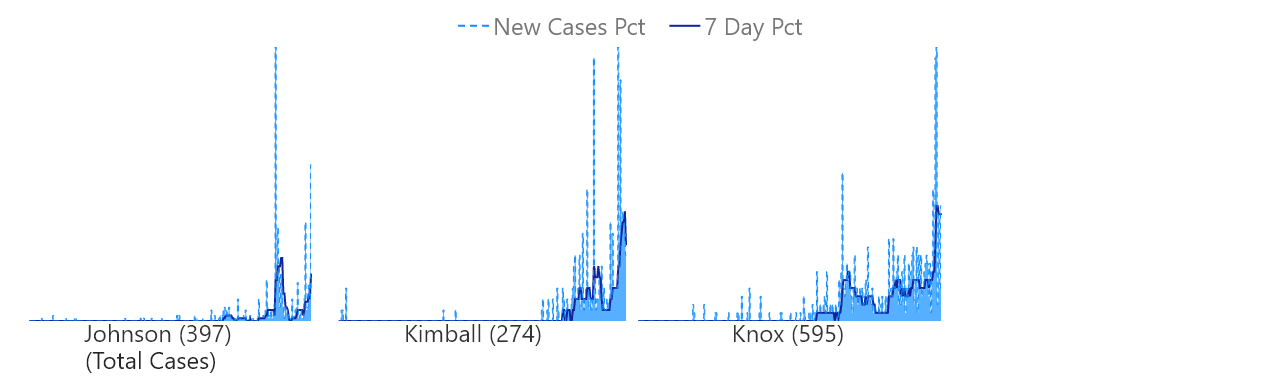 New Cases Pct 7 Day Pct
Johnson (397) Kimball (274) Knox (595)
(Total Cases)